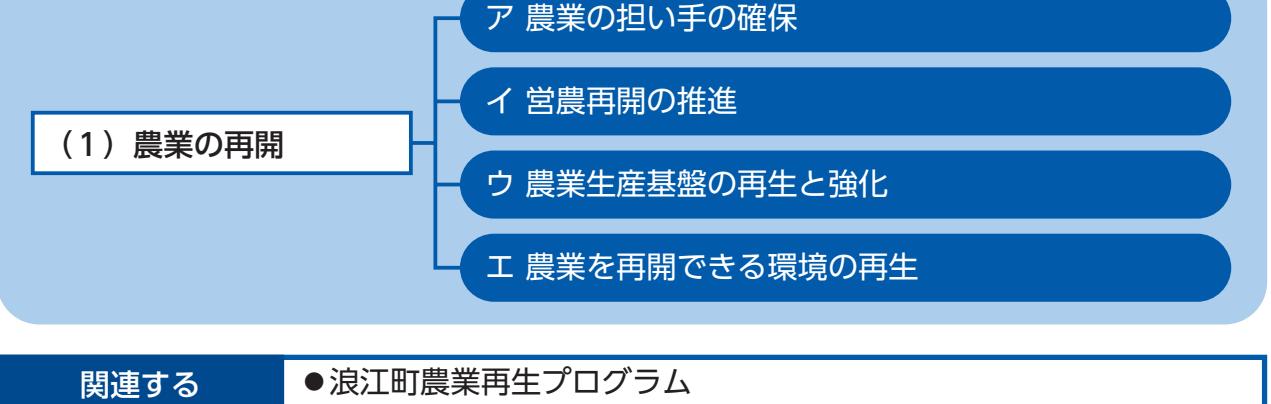 ア 農業の担い手の確保
イ 営農再開の推進
(1)農業の再開
ウ 農業生産基盤の再生と強化
エ 農業を再開できる環境の再生
関連する
●浪江町農業再生プログラム